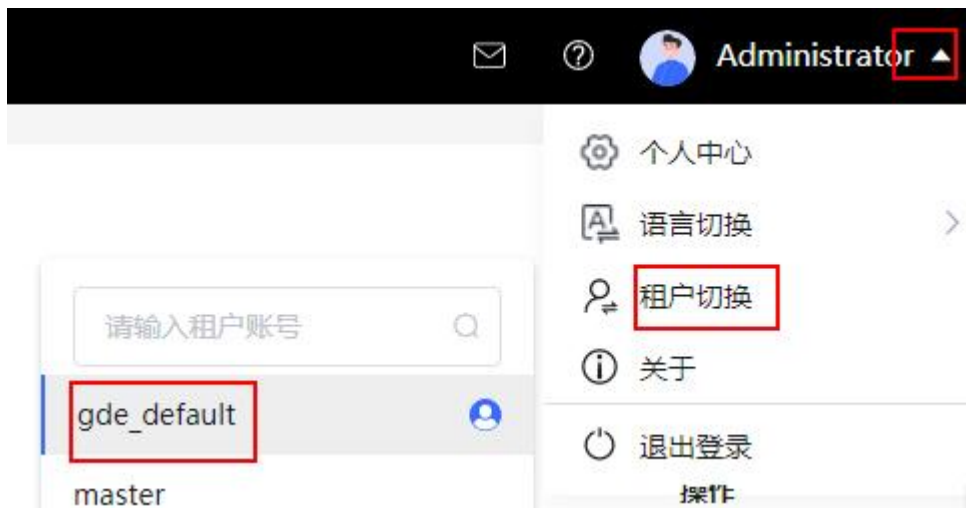 Administrator
个人中心
语言切换
租户切换
关于
退出登录
操作
请输入租户账号
gde_default
master